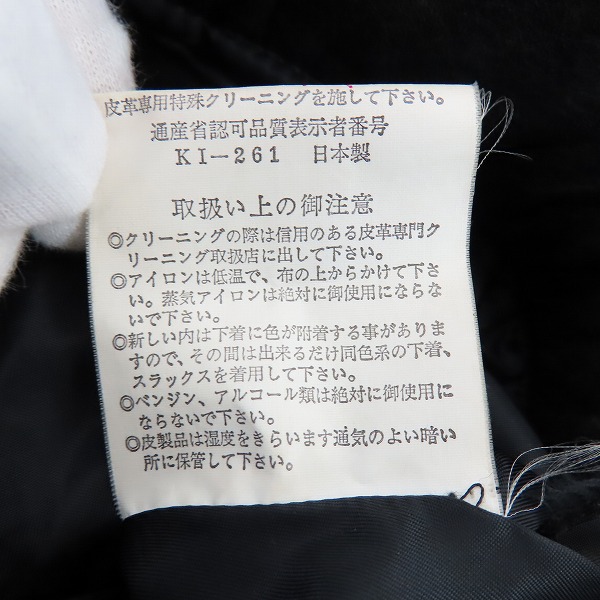 皮革専用特殊クリーニングを施して下さい。
通産省認可品質表示者番号
KI-261 日本製
取扱い上の御注意
◎クリーニングの際は信用のある皮革専門ク
リーニング取扱店に出して下さい。
◎アイロンは低温で、布の上からかけて下さ
い。蒸気アイロンは絶対に御使用にならな
いで下さい。
◎新しい内は下着に色が附着する事がありま
すので、その間は出来るだけ同色系の下着、
スラックスを着用して下さい。
◎ベンジン、アルコール類は絶対に御使用に
ならないで下さい。
◎皮製品は湿度をきらいます通気のよい暗い
所に保管して下さい。